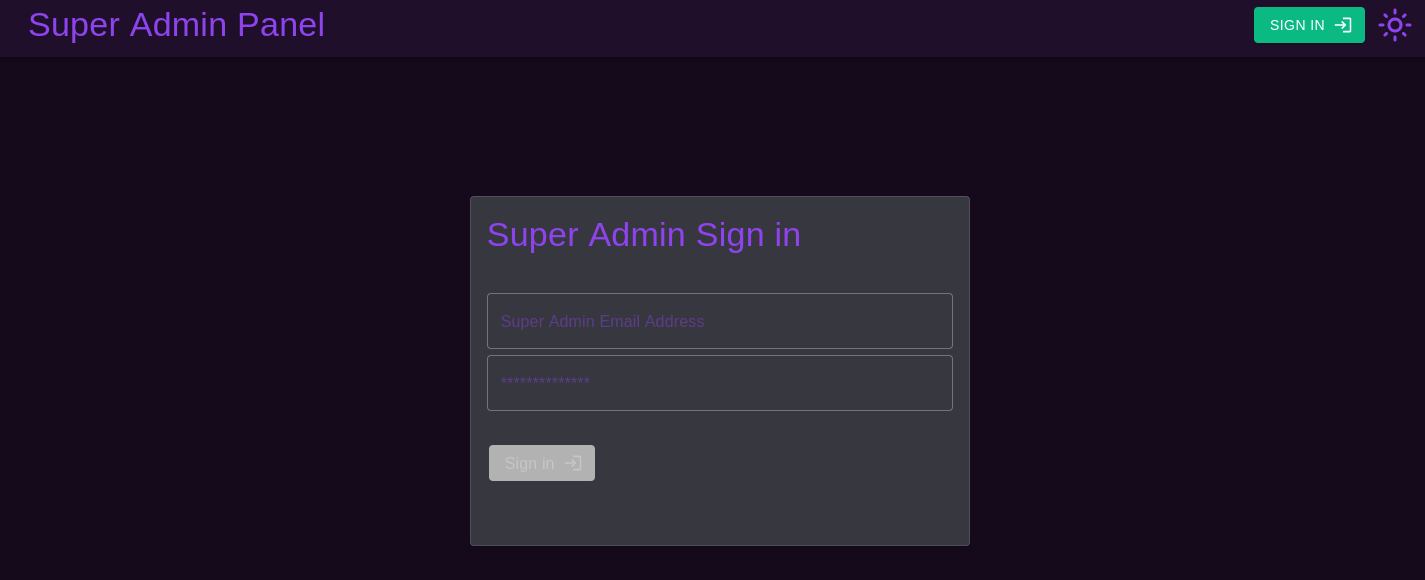 Super Admin Panel
SIGN IN
Super Admin Sign in
Super Admin Email Address
**************
Sign in